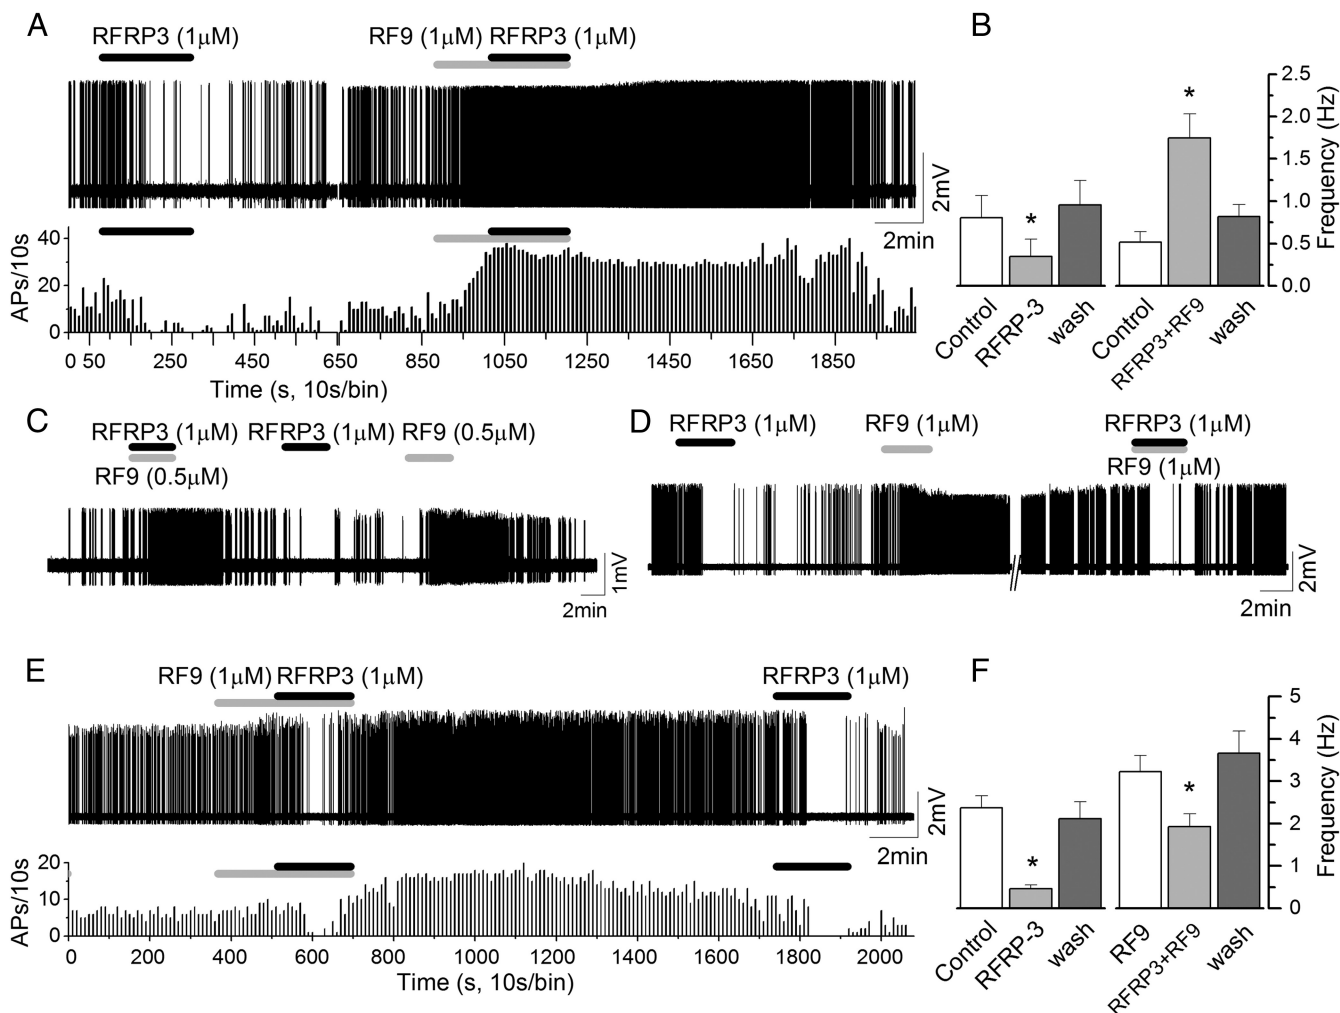 A
RFRP3 (1μM)
RF9 (1μM) RFRP3 (1μM)
2mV
2min
APs/10s
40
20
0
0 50 250 450 650 850 1050 1250 1450 1650 1850
Time (s, 10s/bin)
B
*
*
2.5
2.0
1.5
1.0
0.5
0.0
Frequency (Hz)
Control RFRP-3 wash Control RFRP3+RF9 wash
C
RFRP3 (1μM) RFRP3 (1μM) RF9 (0.5μM)
RF9 (0.5μM)
1mV
2min
D
RFRP3 (1μM) RF9 (1μM) RFRP3 (1μM)
RF9 (1μM)
2mV
2min
E
RF9 (1μM) RFRP3 (1μM) RFRP3 (1μM)
2mV
2min
APs/10s
20
10
0
0 200 400 600 800 1000 1200 1400 1600 1800 2000
Time (s, 10s/bin)
F
*
*
5
4
3
2
1
0
Frequency (Hz)
Control RFRP-3 wash RF9 RFRP3+RF9 wash